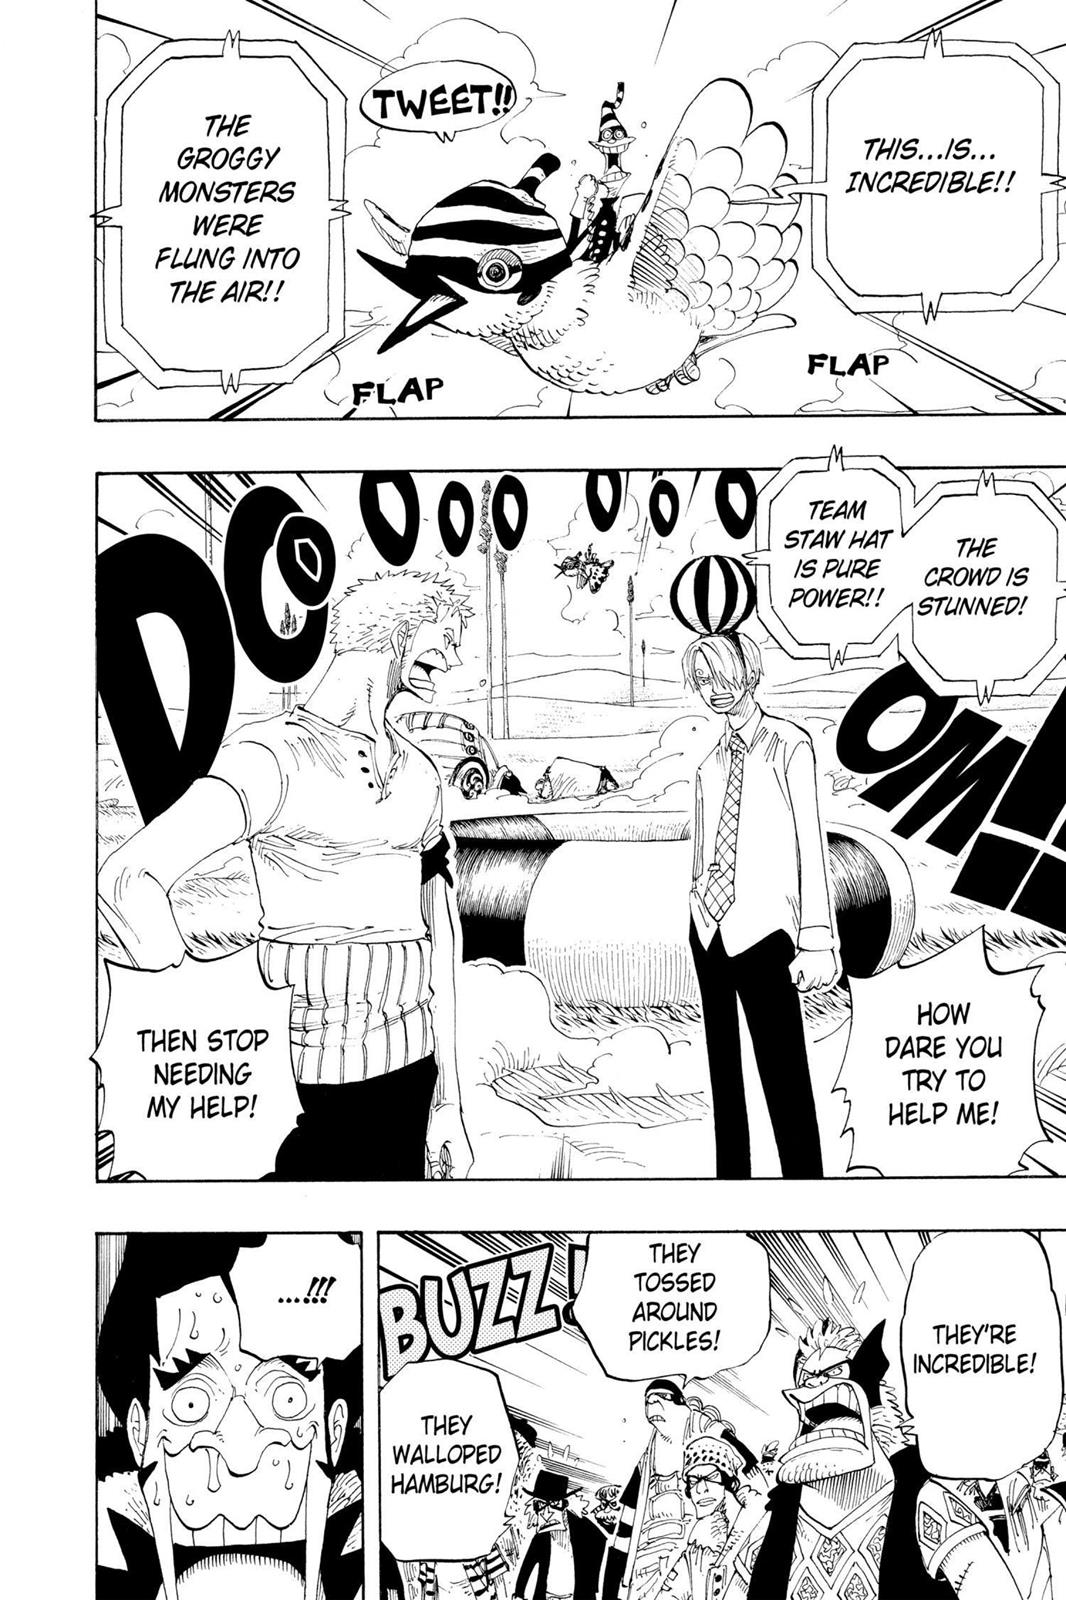 THIS...IS...
INCREDIBLE!!
TWEET!!
THE
GROGGY
MONSTERS
WERE
FLUNG INTO
THE AIR!!
FLAP
FLAP
THE
CROWD IS
STUNNED!
TEAM
STAW HAT
IS PURE
POWER!!
DOOOOOOOOOM!!
HOW
DARE YOU
TRY TO
HELP ME!
THEN STOP
NEEDING
MY HELP!
THEY'RE
INCREDIBLE!
THEY
TOSSED
AROUND
PICKLES!
BUZZ!!
THEY
WALLOPED
HAMBURG!
...!!!